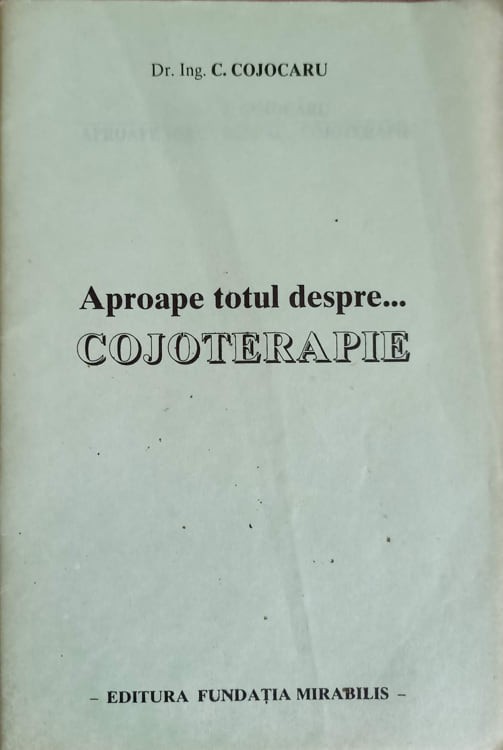 Dr. Ing. C. COJOCARU
Aproape totul despre...
COJOTERAPIE
– EDITURA FUNDAȚIA MIRABILIS –